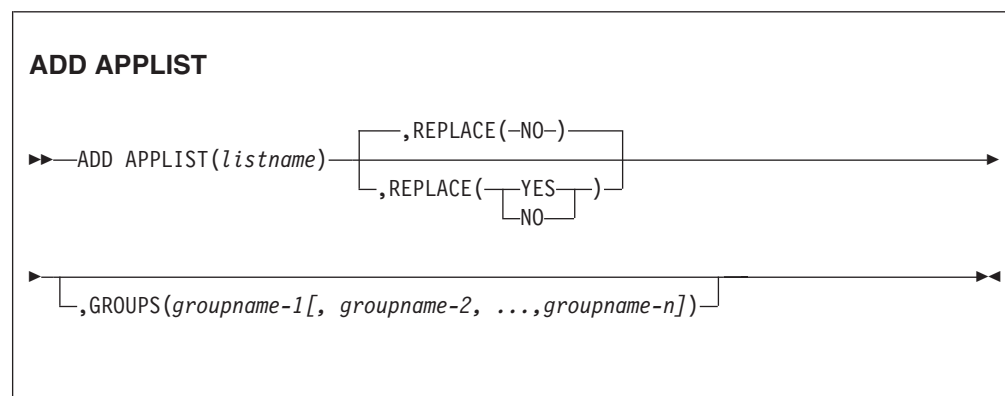 ADD APPLIST
,REPLACE(NO)
ADD APPLIST(listname)
,REPLACE(YES)
NO
,GROUPS(groupname-1[, groupname-2, ...,groupname-n])